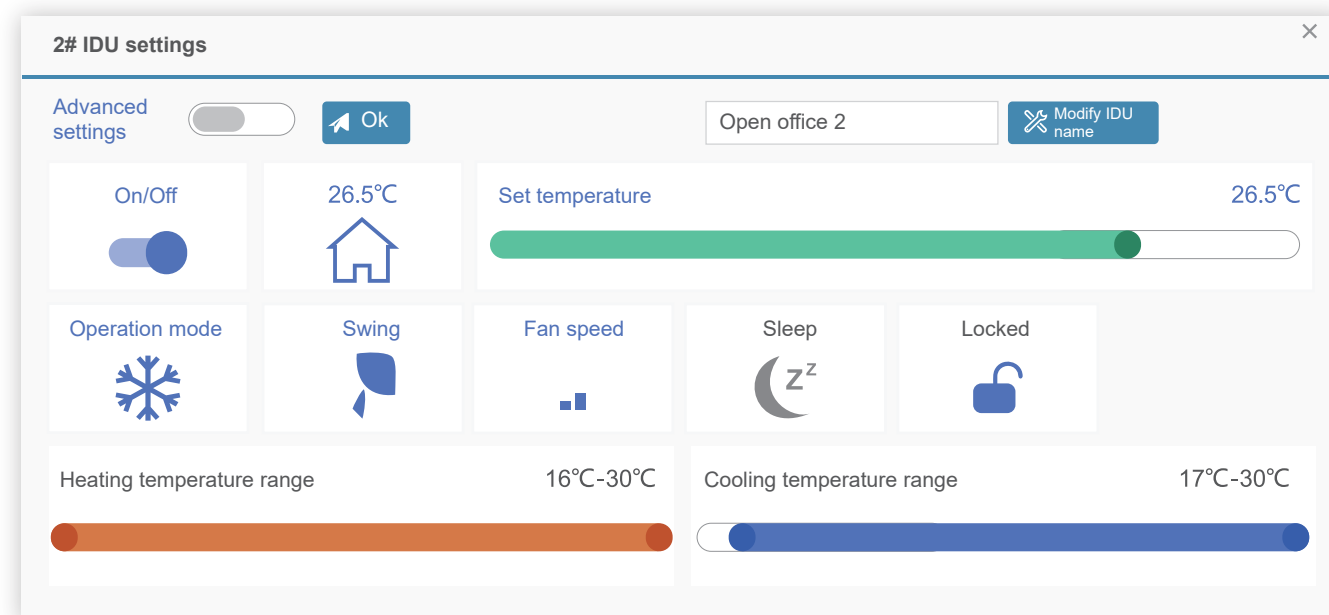 2# IDU settings
×
Advanced
settings
Ok
Open office 2
Modify IDU
name
On/Off
26.5℃
Set temperature
26.5℃
Operation mode
Swing
Fan speed
Sleep
Locked
Zz
Heating temperature range
16℃-30℃
Cooling temperature range
17℃-30℃